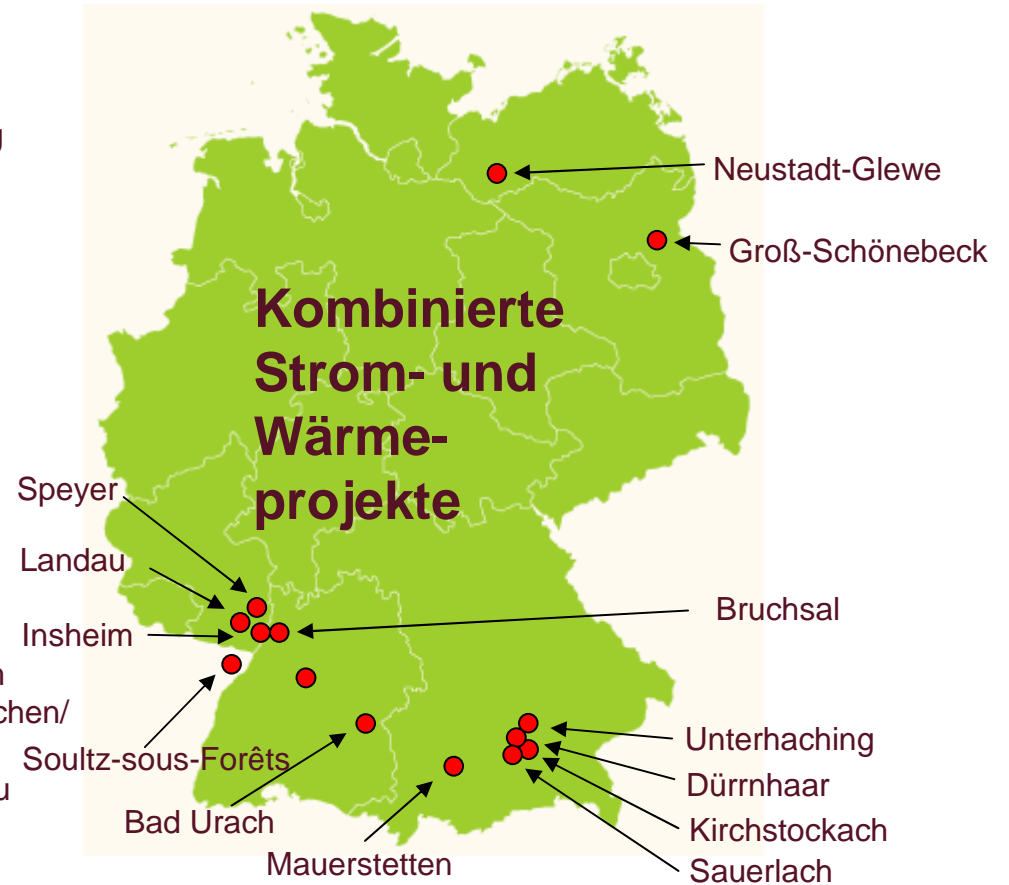 g
Neustadt-Glewe
Groß-Schönebeck
Kombinierte
Strom- und
Wärme-
projekte
Speyer
Landau
Insheim
Bruchsal
n
chen/
Soultz-sous-Forêts
u
Bad Urach
Mauerstetten
Unterhaching
Dürrnhaar
Kirchstockach
Sauerlach